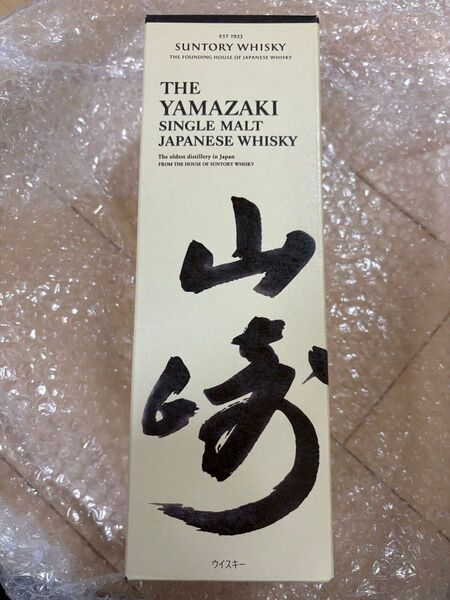 EST 1923
SUNTORY WHISKY
THE FOUNDING HOUSE OF JAPANESE WHISKY
THE
YAMAZAKI
SINGLE MALT
JAPANESE WHISKY
The oldest distillery in Japan
FROM THE HOUSE OF SUNTORY WHISKY
山
崎
ウイスキー